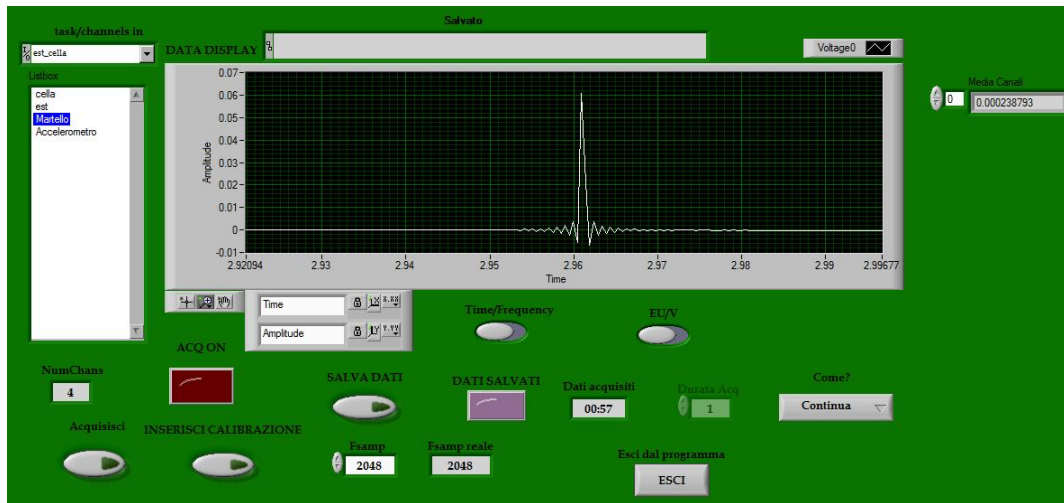 Salvato
task/channels in
est_cella
DATA DISPLAY
Voltage0
Listbox
cella
est
Martello
Accelerometro
Media Canali
0
0.000238793
Amplitude
0.07
0.06
0.05
0.04
0.03
0.02
0.01
0
-0.01
2.92094
2.93
2.94
2.95
2.96
2.97
2.98
2.99
2.99677
Time
Time
Amplitude
Time/Frequency
EU/V
ACQ ON
NumChans
4
SALVA DATI
DATI SALVATI
Dati acquisiti
00:57
Durata Acq
1
Come?
Continua
Acquisisci
INSERISCI CALIBRAZIONE
Fsamp
2048
Fsamp reale
2048
Esci dal programma
ESCI